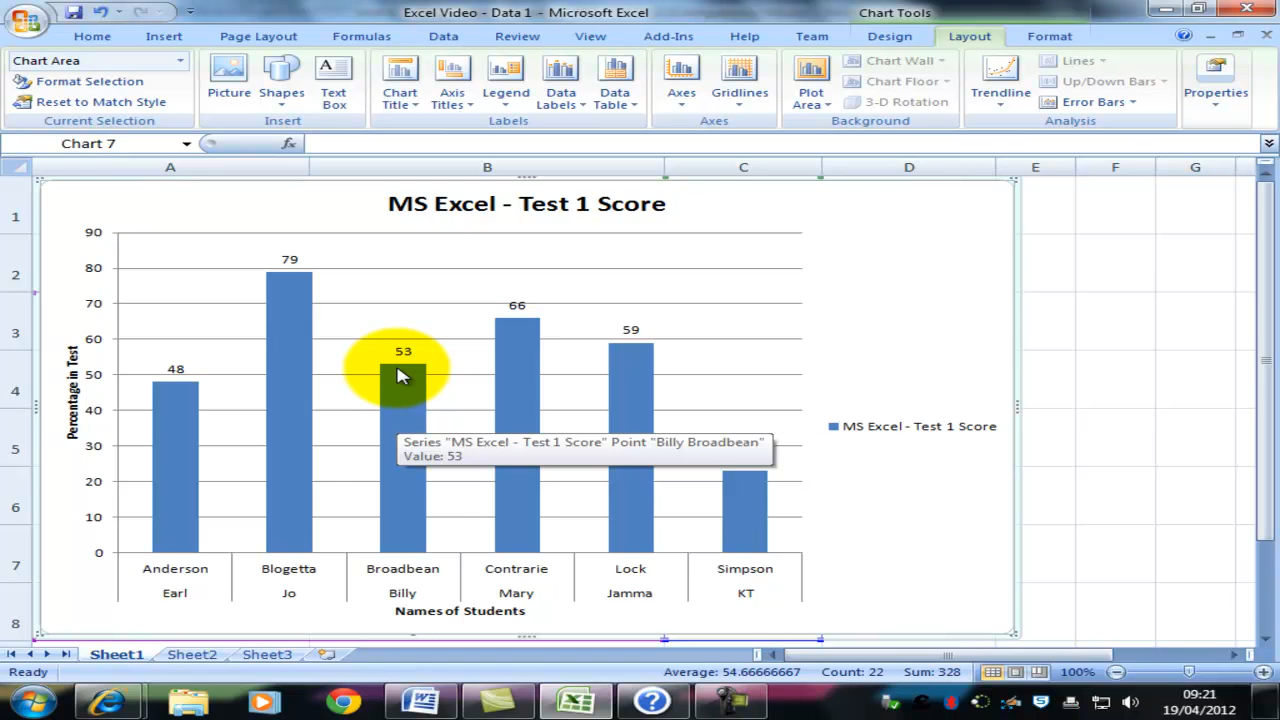 Excel Video - Data 1 - Microsoft Excel
Chart Tools
Home Insert Page Layout Formulas Data Review View Add-Ins Help Team Design Layout Format
Chart Area
Format Selection
Reset to Match Style
Current Selection
Picture
Shapes
Text
Box
Insert
Chart
Title
Axis
Titles
Legend
Data
Labels
Data
Table
Labels
Axes
Gridlines
Axes
Plot
Area
Chart Wall
Chart Floor
3-D Rotation
Background
Trendline
Lines
Up/Down Bars
Error Bars
Analysis
Properties
Chart 7
fx
A B C D E F G
1
2
3
4
5
6
7
8
MS Excel - Test 1 Score
Percentage in Test
90
80
70
60
50
40
30
20
10
0
48
79
53
66
59
Series "MS Excel - Test 1 Score" Point "Billy Broadbean"
Value: 53
MS Excel - Test 1 Score
Anderson Blogetta Broadbean Contrarie Lock Simpson
Earl Jo Billy Mary Jamma KT
Names of Students
Sheet1 Sheet2 Sheet3
Ready
Average: 54.66666667 Count: 22 Sum: 328
100%
09:21
19/04/2012